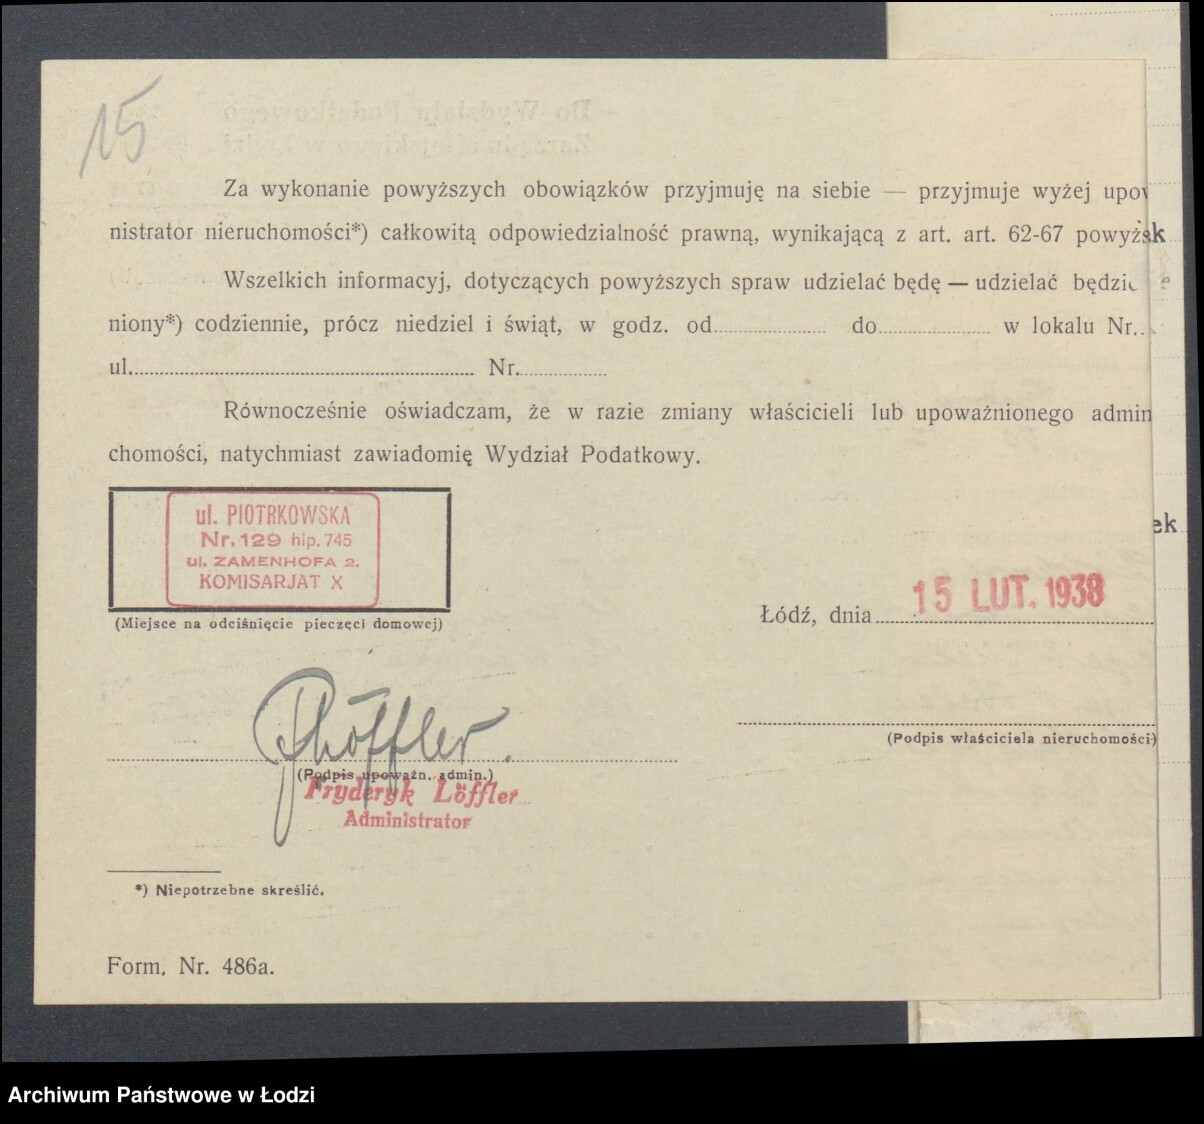 15
Za wykonanie powyższych obowiązków przyjmuję na siebie — przyjmuje wyżej upow
nistrator nieruchomości*) całkowitą odpowiedzialność prawną, wynikającą z art. art. 62-67 powyżs
Wszelkich informacyj, dotyczących powyższych spraw udzielać będę — udzielać będzie
niony*) codziennie, prócz niedziel i świąt, w godz. od.................... do.................... w lokalu Nr...
ul............................................................ Nr................
Równocześnie oświadczam, że w razie zmiany właścicieli lub upoważnionego admin
chomości, natychmiast zawiadomię Wydział Podatkowy.
ul. PIOTRKOWSKA
Nr. 129 hip. 745
ul. ZAMENHOFA 2.
KOMISARJAT X
(Miejsce na odciśnięcie pieczęci domowej)
Łódź, dnia 15 LUT. 1938
Löffler.
(Podpis właściciela nieruchomości)
(Podpis upoważn. admin.)
Fryderyk Löffler
Administrator
*) Niepotrzebne skreślić.
Form. Nr. 486a.
Archiwum Państwowe w Łodzi